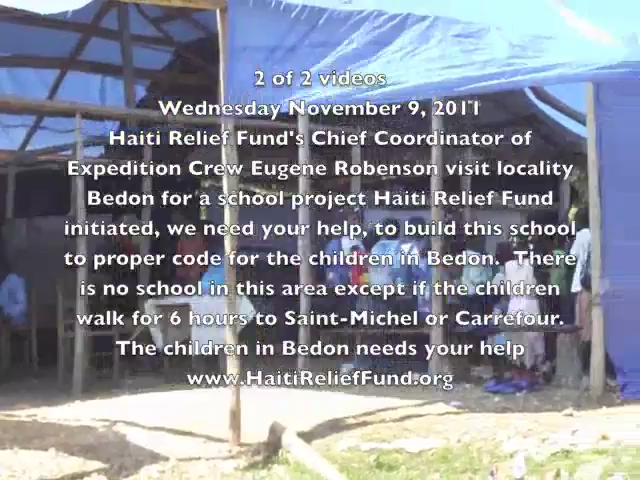 2 of 2 videos
Wednesday November 9, 2011
Haiti Relief Fund's Chief Coordinator of
Expedition Crew Eugene Robenson visit locality
Bedon for a school project Haiti Relief Fund
initiated, we need your help, to build this school
to proper code for the children in Bedon.  There
is no school in this area except if the children
walk for 6 hours to Saint-Michel or Carrefour.
The children in Bedon needs your help
www.HaitiReliefFund.org